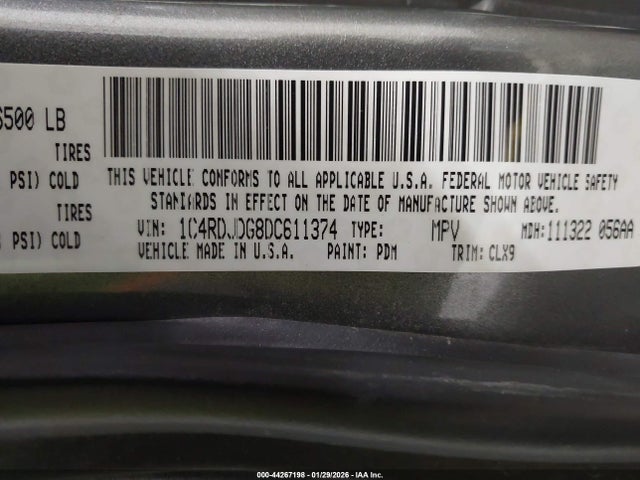 6500 LB
TIRES
PSI) COLD
TIRES
PSI) COLD
THIS VEHICLE CONFORMS TO ALL APPLICABLE U.S.A. FEDERAL MOTOR VEHICLE SAFETY
STANDARDS IN EFFECT ON THE DATE OF MANUFACTURE SHOWN ABOVE.
VIN: 1C4RDJDG8DC611374 TYPE: MPV MDH: 111322 056AA
VEHICLE MADE IN U.S.A. PAINT: PDM TRIM: CLX9
000-44267198 - 01/29/2026 - IAA Inc.